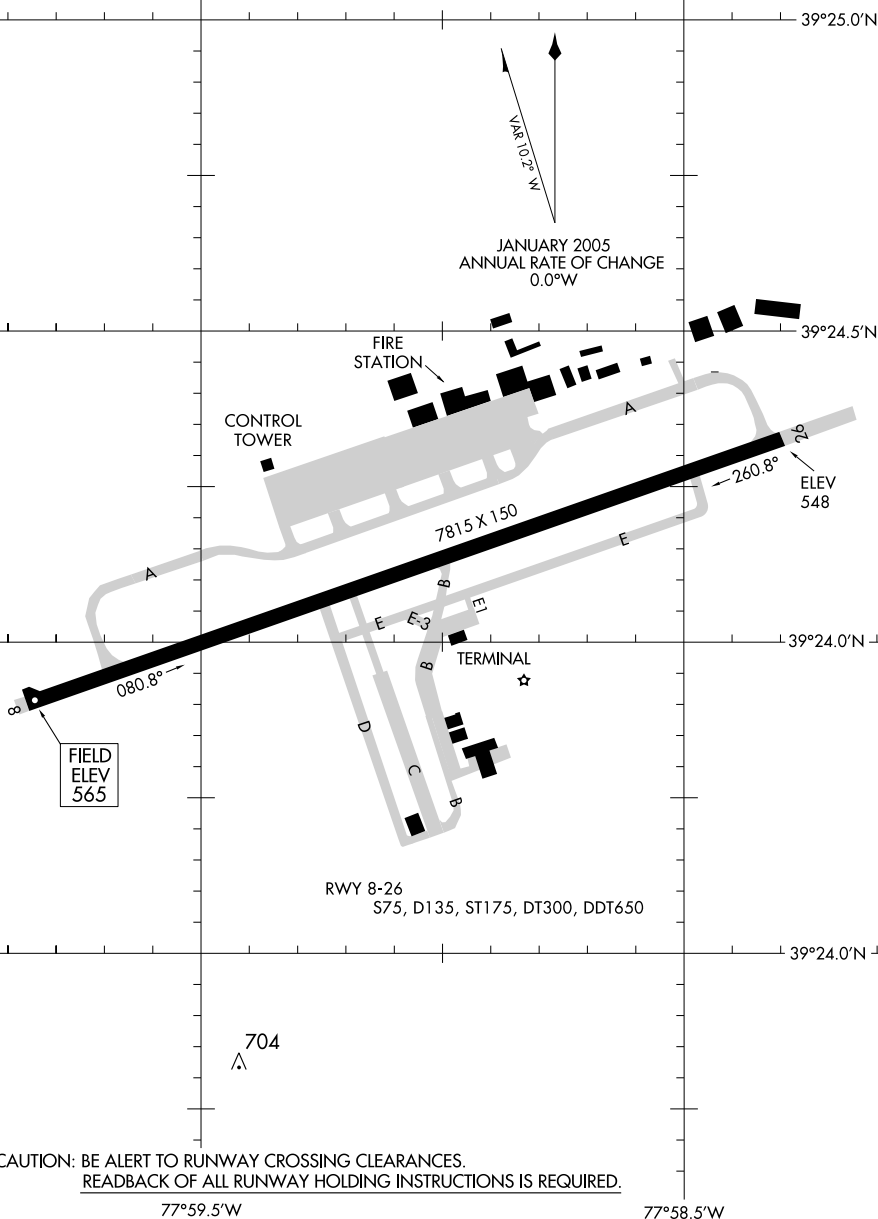 39°25.0'N
VAR 10.2° W
JANUARY 2005
ANNUAL RATE OF CHANGE
0.0°W
39°24.5'N
FIRE
STATION
CONTROL
TOWER
A
26
260.8°
ELEV
548
7815 X 150
E
A
B
E1
E
E-3
39°24.0'N
TERMINAL
B
080.8°
8
D
FIELD
ELEV
565
C
B
RWY 8-26
S75, D135, ST175, DT300, DDT650
39°24.0'N
704
CAUTION: BE ALERT TO RUNWAY CROSSING CLEARANCES.
READBACK OF ALL RUNWAY HOLDING INSTRUCTIONS IS REQUIRED.
77°59.5'W
77°58.5'W